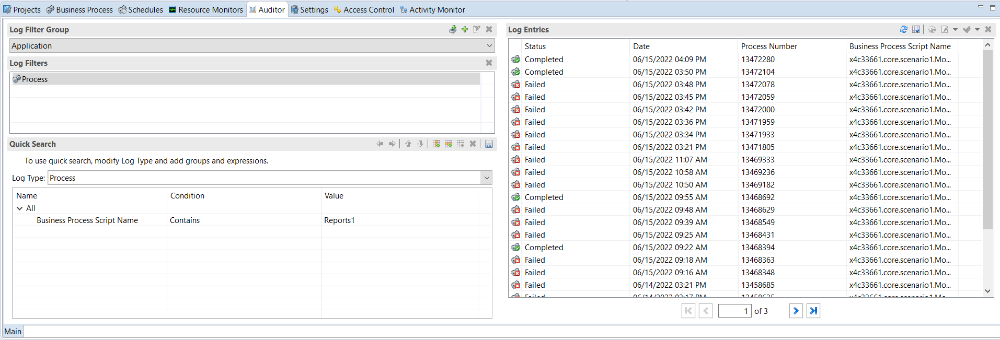 Projects Business Process Schedules Resource Monitors Auditor Settings Access Control Activity Monitor
Log Filter Group
Application
Log Filters
Process
Quick Search
To use quick search, modify Log Type and add groups and expressions.
Log Type: Process
Name Condition Value
All
Business Process Script Name Contains Reports1
Log Entries
Status Date Process Number Business Process Script Name
Completed 06/15/2022 04:09 PM 13472280 x4c33661.core.scenario1.Mo...
Completed 06/15/2022 03:50 PM 13472104 x4c33661.core.scenario1.Mo...
Failed 06/15/2022 03:48 PM 13472078 x4c33661.core.scenario1.Mo...
Failed 06/15/2022 03:45 PM 13472059 x4c33661.core.scenario1.Mo...
Failed 06/15/2022 03:42 PM 13472000 x4c33661.core.scenario1.Mo...
Failed 06/15/2022 03:36 PM 13471959 x4c33661.core.scenario1.Mo...
Failed 06/15/2022 03:34 PM 13471933 x4c33661.core.scenario1.Mo...
Failed 06/15/2022 03:21 PM 13471805 x4c33661.core.scenario1.Mo...
Failed 06/15/2022 11:07 AM 13469333 x4c33661.core.scenario1.Mo...
Failed 06/15/2022 10:58 AM 13469236 x4c33661.core.scenario1.Mo...
Failed 06/15/2022 10:50 AM 13469182 x4c33661.core.scenario1.Mo...
Completed 06/15/2022 09:55 AM 13468692 x4c33661.core.scenario1.Mo...
Failed 06/15/2022 09:48 AM 13468629 x4c33661.core.scenario1.Mo...
Failed 06/15/2022 09:39 AM 13468549 x4c33661.core.scenario1.Mo...
Failed 06/15/2022 09:25 AM 13468431 x4c33661.core.scenario1.Mo...
Completed 06/15/2022 09:22 AM 13468394 x4c33661.core.scenario1.Mo...
Failed 06/15/2022 09:18 AM 13468363 x4c33661.core.scenario1.Mo...
Failed 06/15/2022 09:16 AM 13468348 x4c33661.core.scenario1.Mo...
Failed 06/14/2022 03:21 PM 13458685 x4c33661.core.scenario1.Mo...
1 of 3
Main